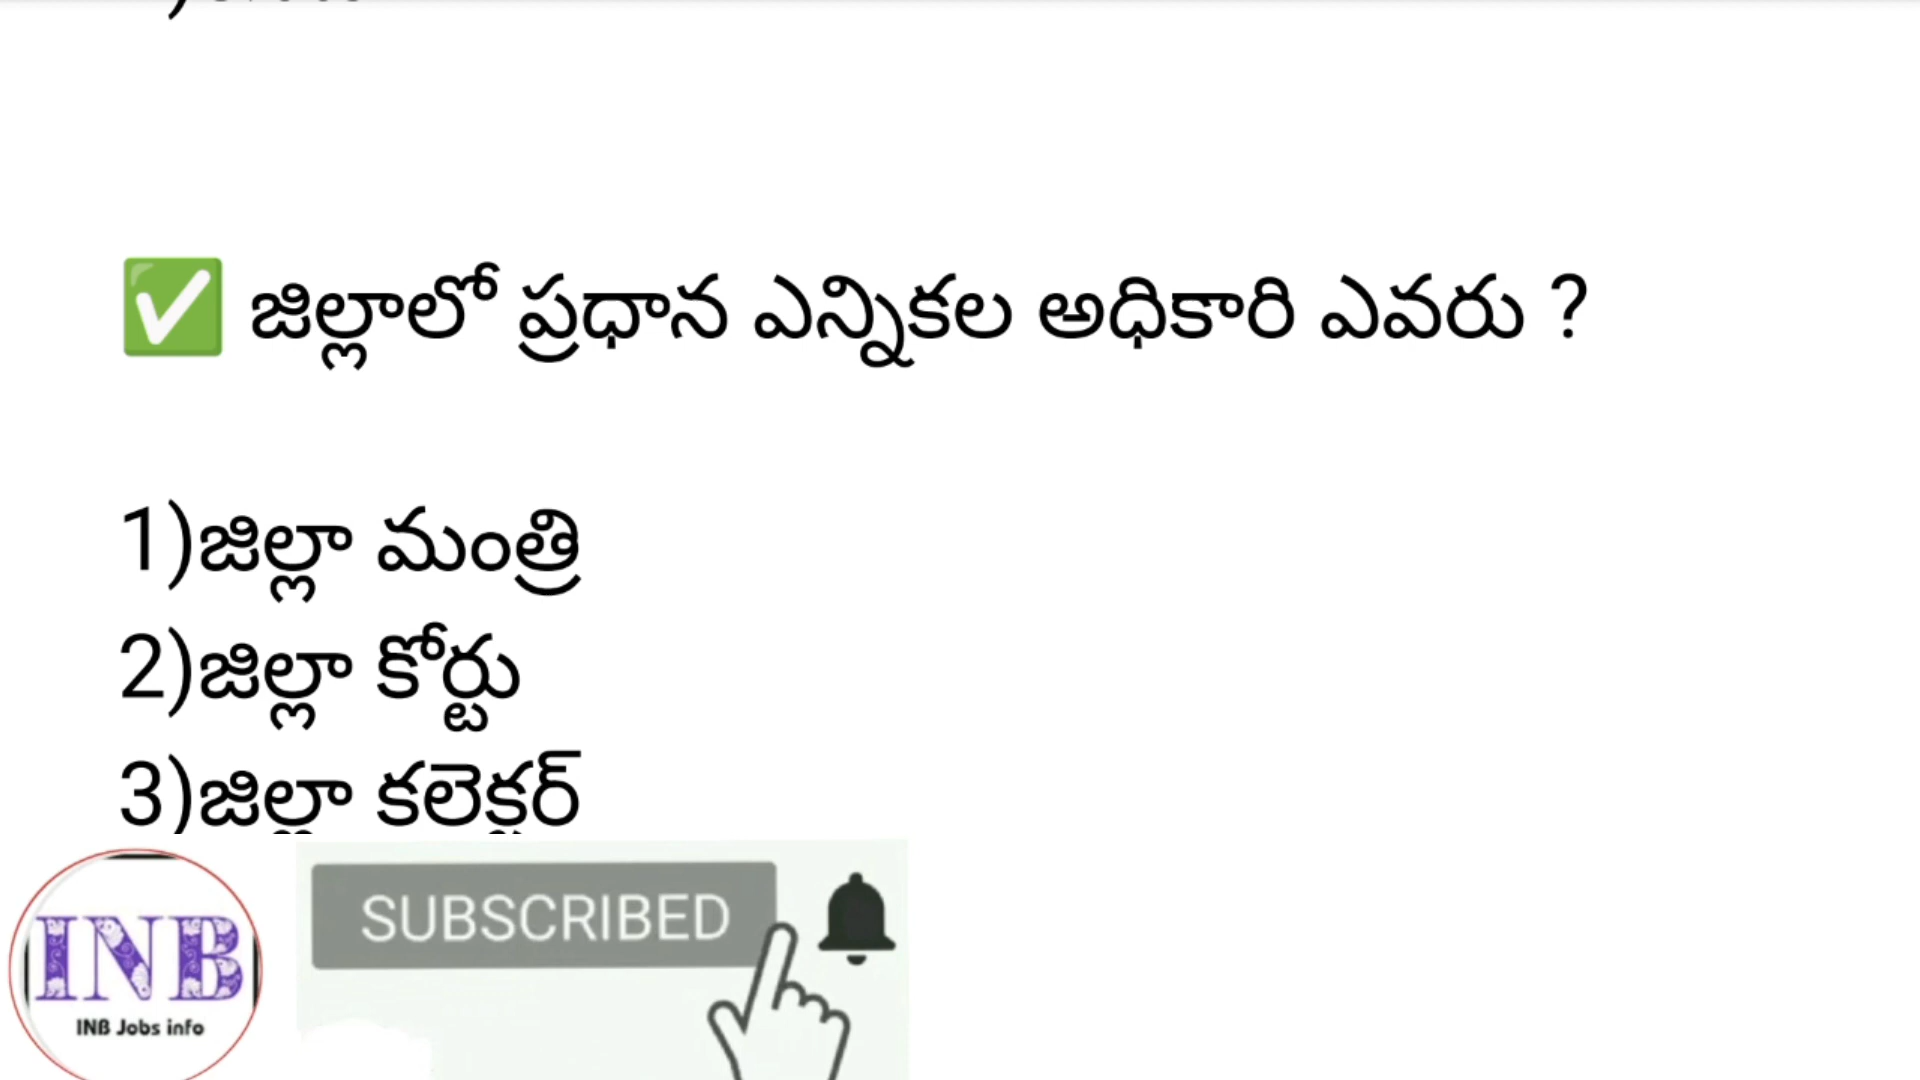 ✅ జిల్లాలో ప్రధాన ఎన్నికల అధికారి ఎవరు ?
1)జిల్లా మంత్రి
2)జిల్లా కోర్టు
3)జిల్లా కలెక్టర్
SUBSCRIBED
INB
INB Jobs info